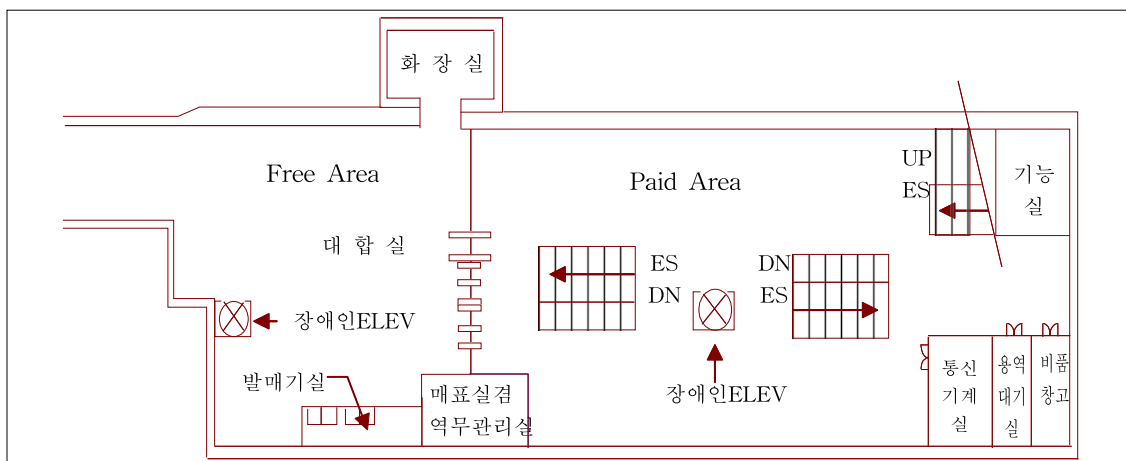 화 장 실
Free Area
Paid Area
UP
ES
기능
실
대 합 실
ES
DN
DN
ES
장애인ELEV
발매기실
매표실겸
역무관리실
장애인ELEV
통신
기계
실
용역
대기
실
비품
창고